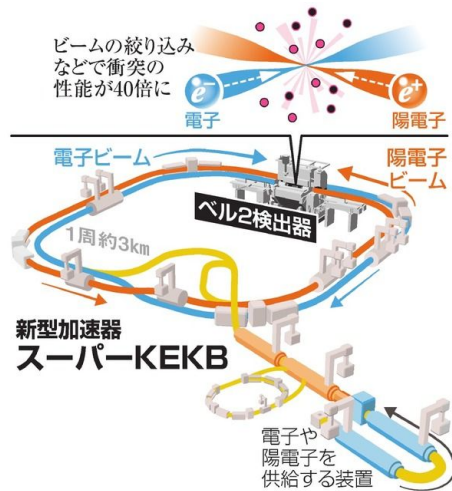 ビームの絞り込み
などで衝突の
性能が40倍に
e⁻
電子
e⁺
陽電子
電子ビーム
陽電子
ビーム
ベル2検出器
1周約3km
新型加速器
スーパーKEKB
電子や
陽電子を
供給する装置